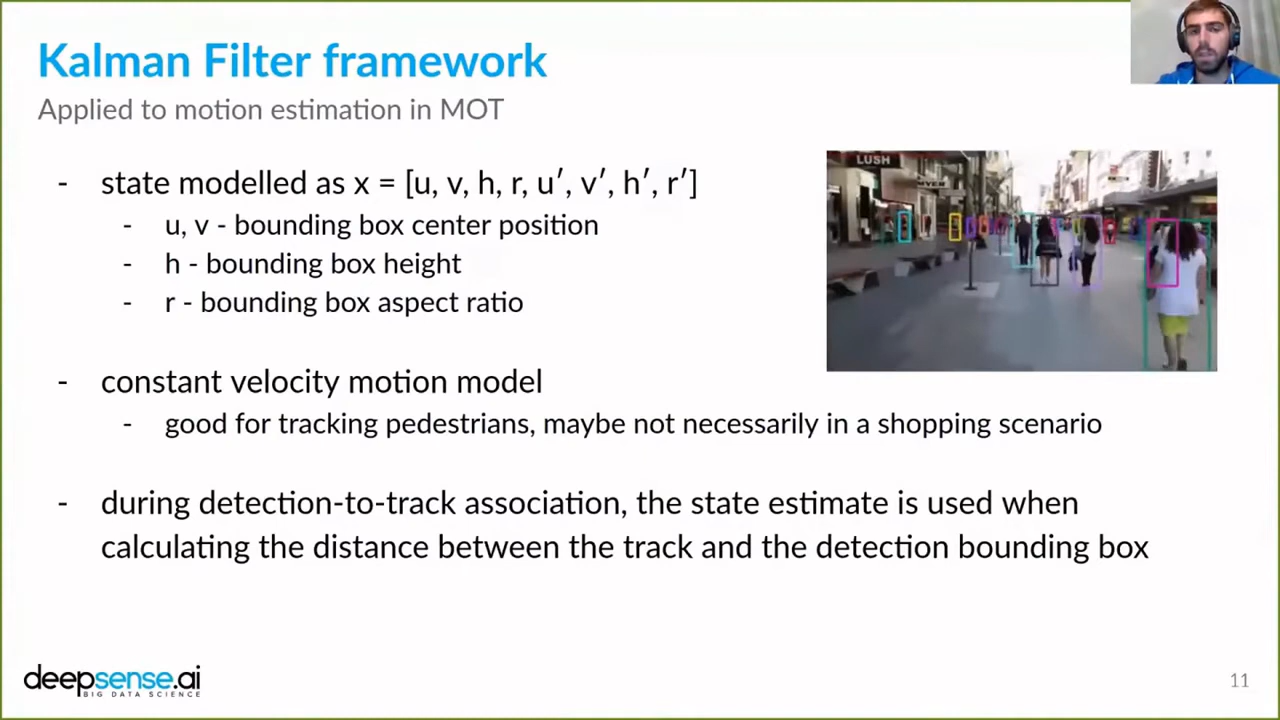 Kalman Filter framework
Applied to motion estimation in MOT
- state modelled as x = [u, v, h, r, u′, v′, h′, r′]
- u, v - bounding box center position
- h - bounding box height
- r - bounding box aspect ratio
LUSH
MYER
- constant velocity motion model
- good for tracking pedestrians, maybe not necessarily in a shopping scenario
- during detection-to-track association, the state estimate is used when
calculating the distance between the track and the detection bounding box
deepsense.ai
BIG DATA SCIENCE
11